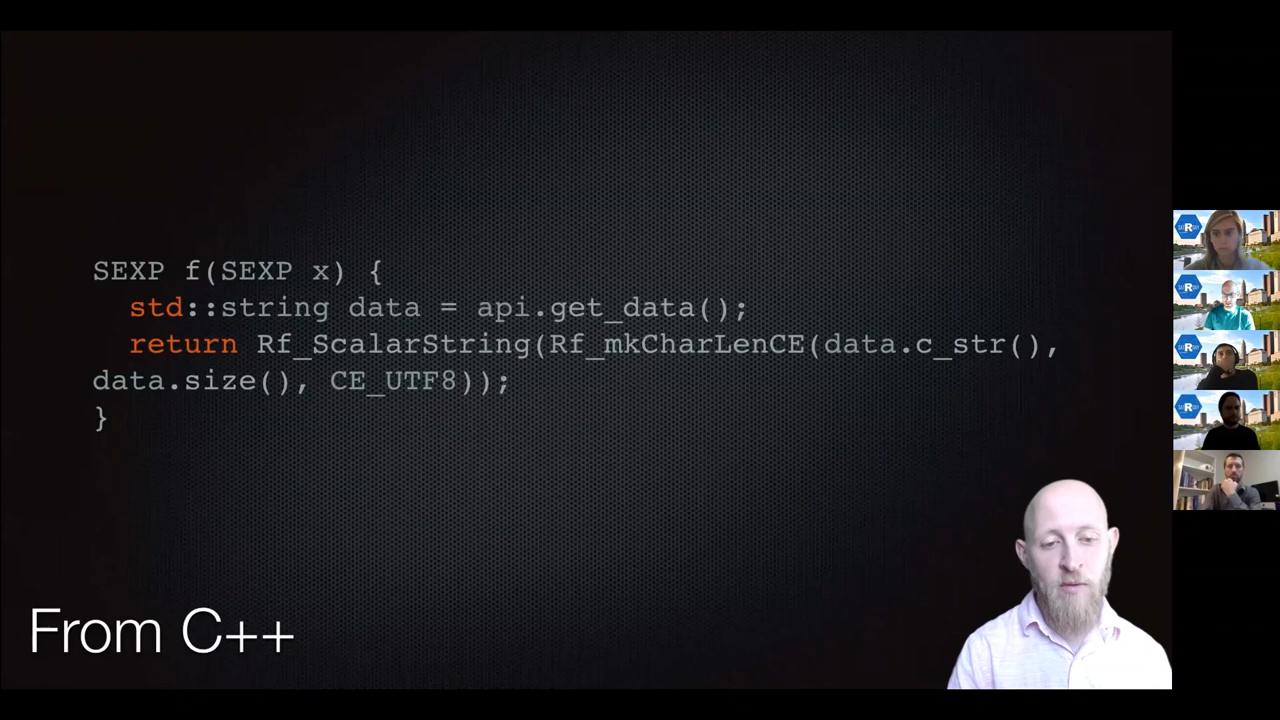 SEXP f(SEXP x) {
std::string data = api.get_data();
return Rf_ScalarString(Rf_mkCharLenCE(data.c_str(),
data.size(), CE_UTF8));
}
From C++
R
R
R
R